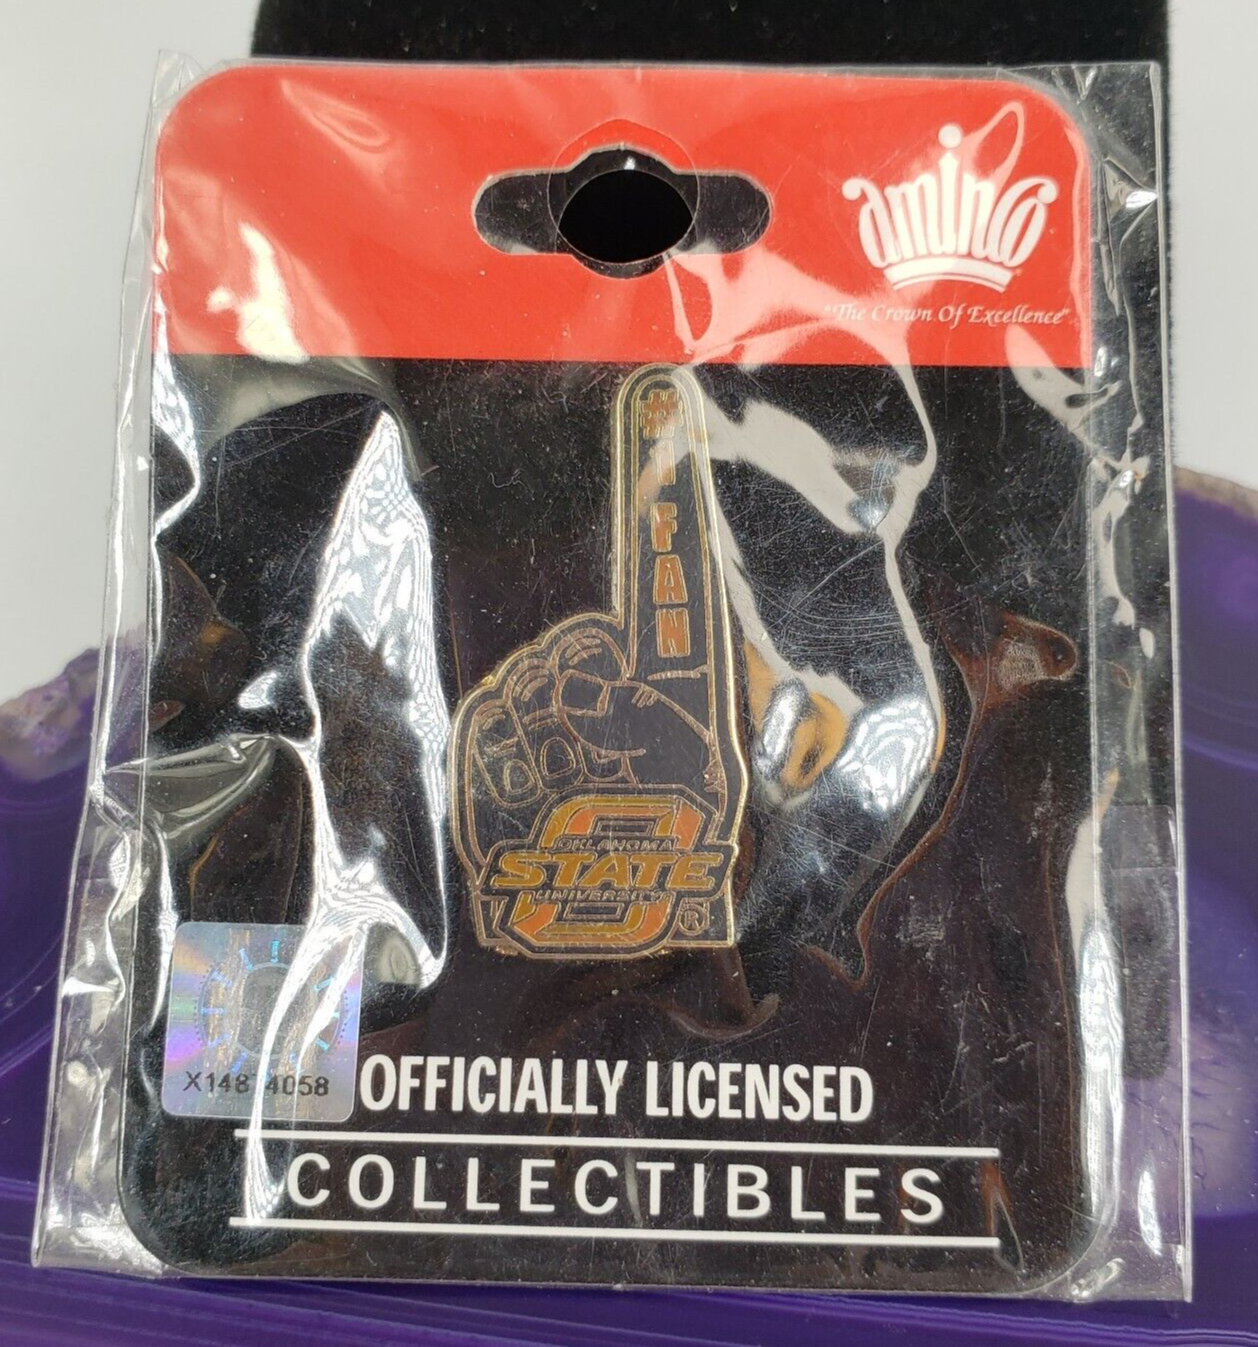 aminco
"The Crown Of Excellence"
#1 FAN
OKLAHOMA
STATE
UNIVERSITY
®
OFFICIALLY LICENSED
COLLECTIBLES